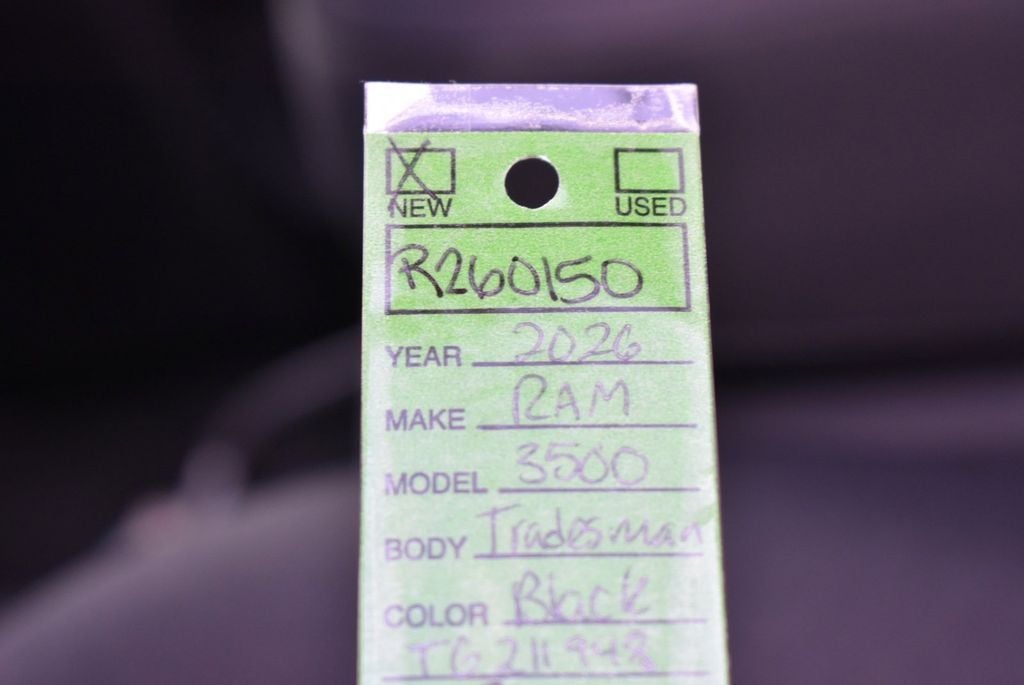 NEW USED
R260150
YEAR 2026
MAKE RAM
MODEL 3500
BODY Tradesman
COLOR Black
TG211948